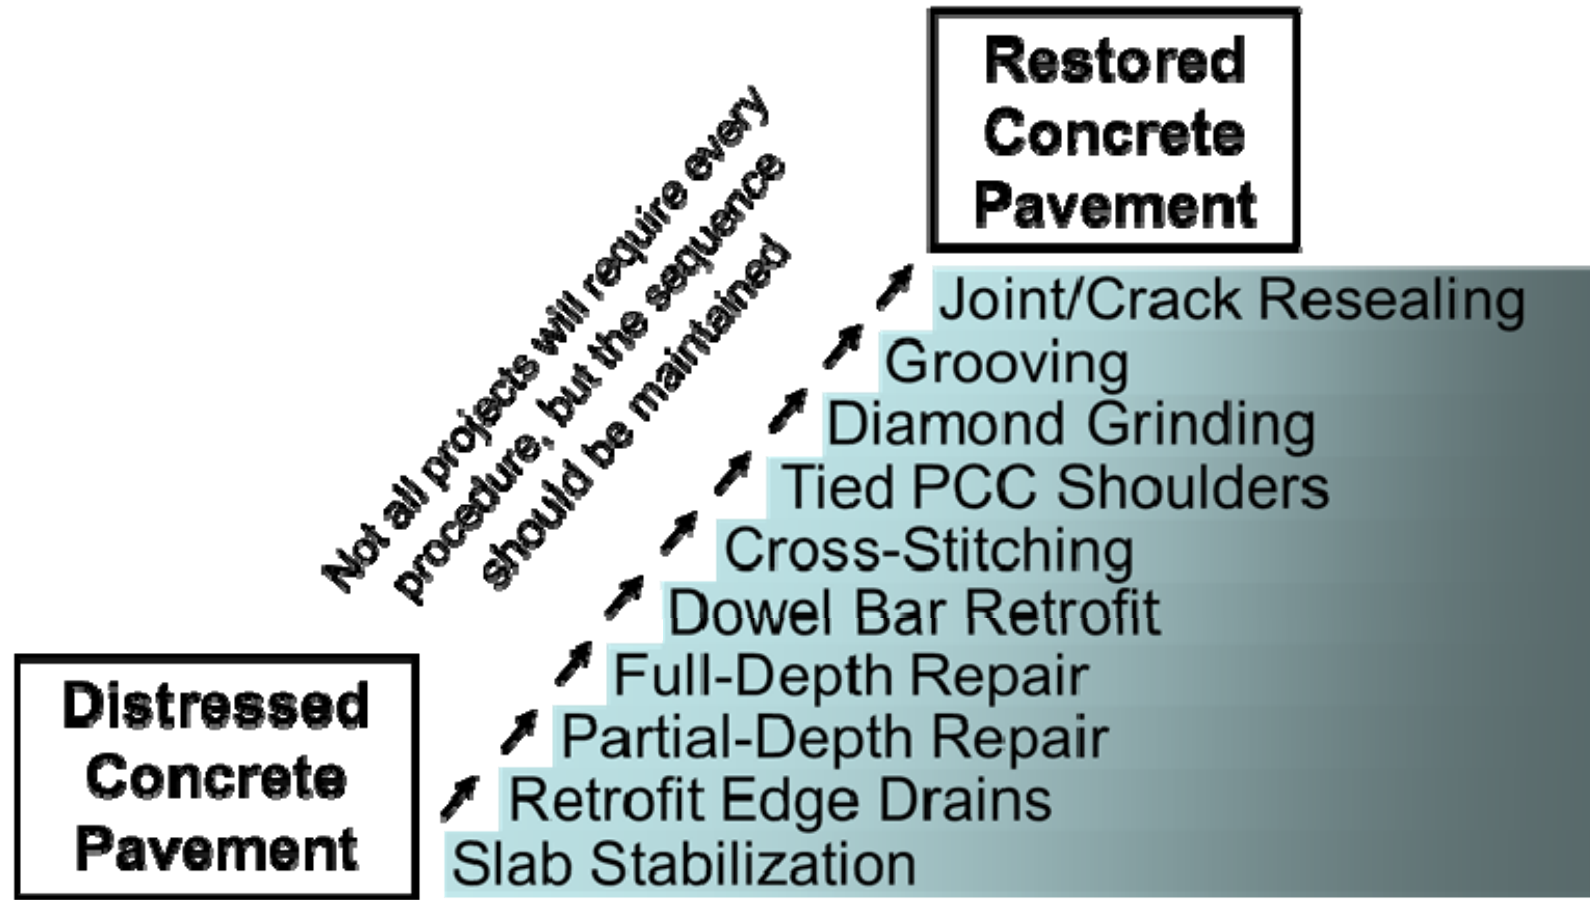 Restored
Concrete
Pavement
Not all projects will require every
procedure, but the sequence
should be maintained
Joint/Crack Resealing
Grooving
Diamond Grinding
Tied PCC Shoulders
Cross-Stitching
Dowel Bar Retrofit
Full-Depth Repair
Partial-Depth Repair
Retrofit Edge Drains
Slab Stabilization
Distressed
Concrete
Pavement